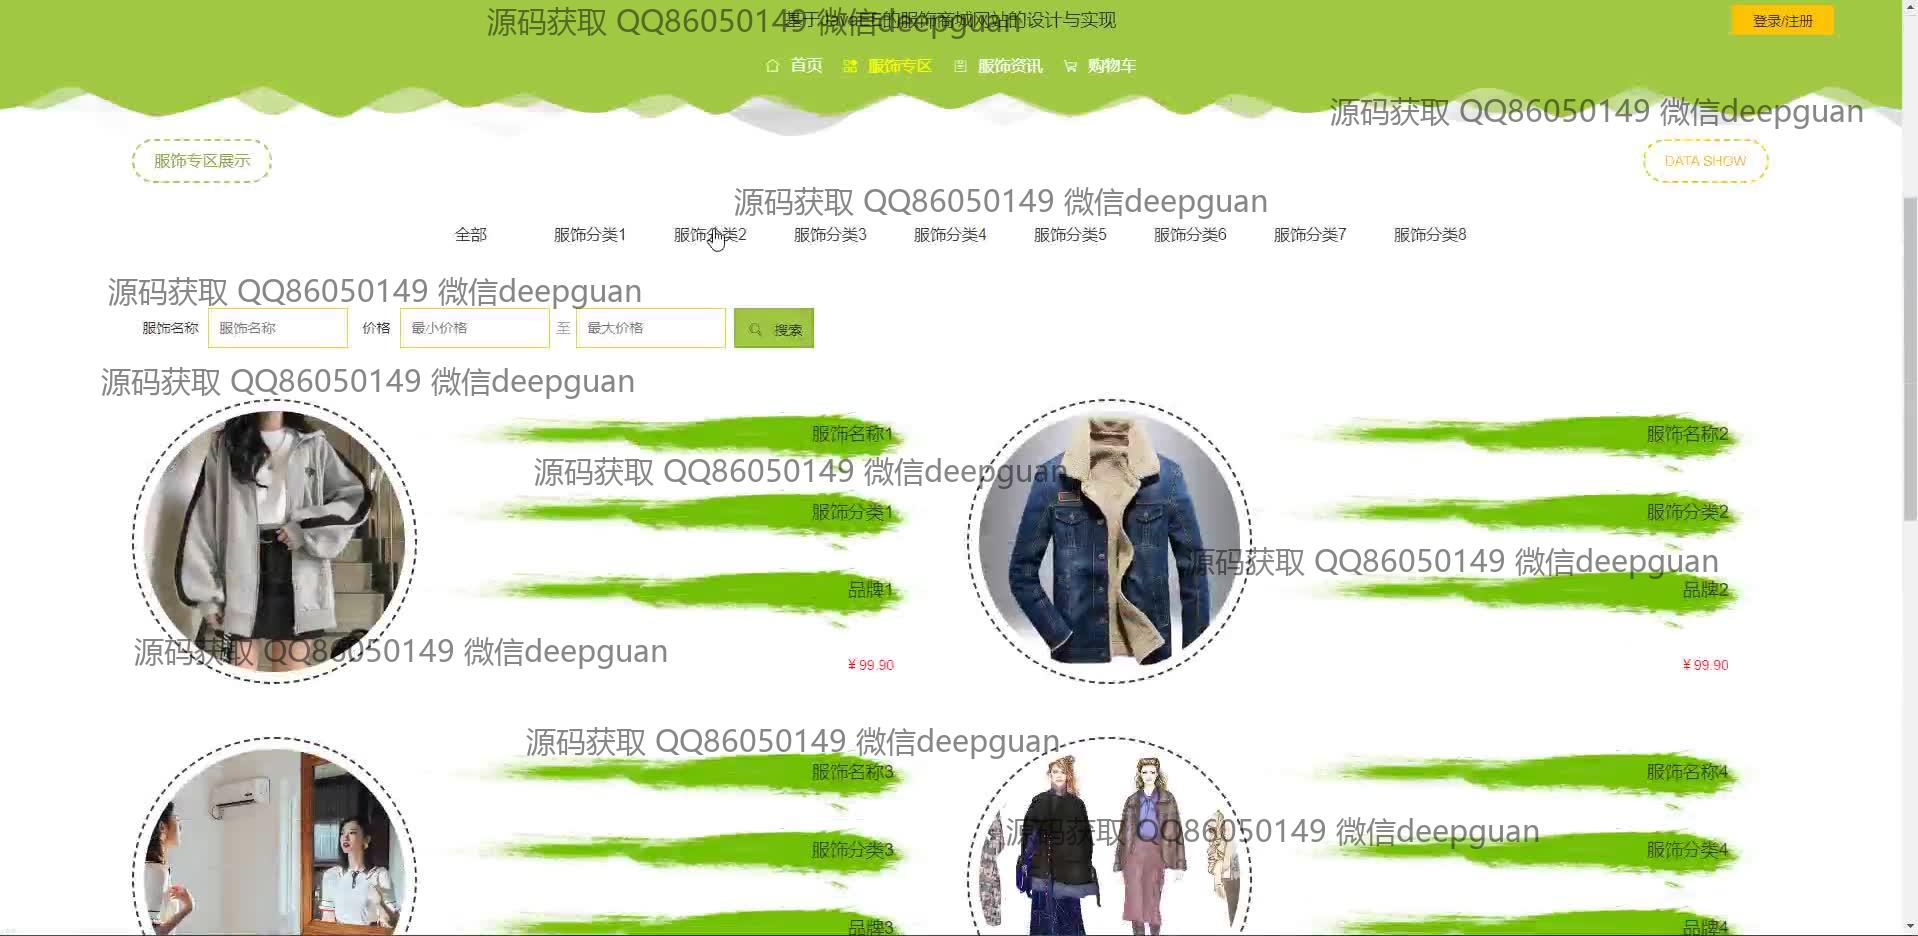 源码获取 QQ86050149 微信deepguan
的服饰商城网站的设计与实现
登录/注册
首页 服饰专区 服饰资讯 购物车
源码获取 QQ86050149 微信deepguan
服饰专区展示
DATA SHOW
源码获取 QQ86050149 微信deepguan
全部 服饰分类1 服饰分类2 服饰分类3 服饰分类4 服饰分类5 服饰分类6 服饰分类7 服饰分类8
源码获取 QQ86050149 微信deepguan
服饰名称 服饰名称 价格 最小价格 至 最大价格 搜索
源码获取 QQ86050149 微信deepguan
服饰名称1
服饰名称2
源码获取 QQ86050149 微信deepguan
服饰分类1
服饰分类2
源码获取 QQ86050149 微信deepguan
品牌1
品牌2
源码获取 QQ86050149 微信deepguan
¥ 99.90
¥ 99.90
源码获取 QQ86050149 微信deepguan
服饰名称3
服饰名称4
源码获取 QQ86050149 微信deepguan
服饰分类3
服饰分类4
品牌3
品牌4